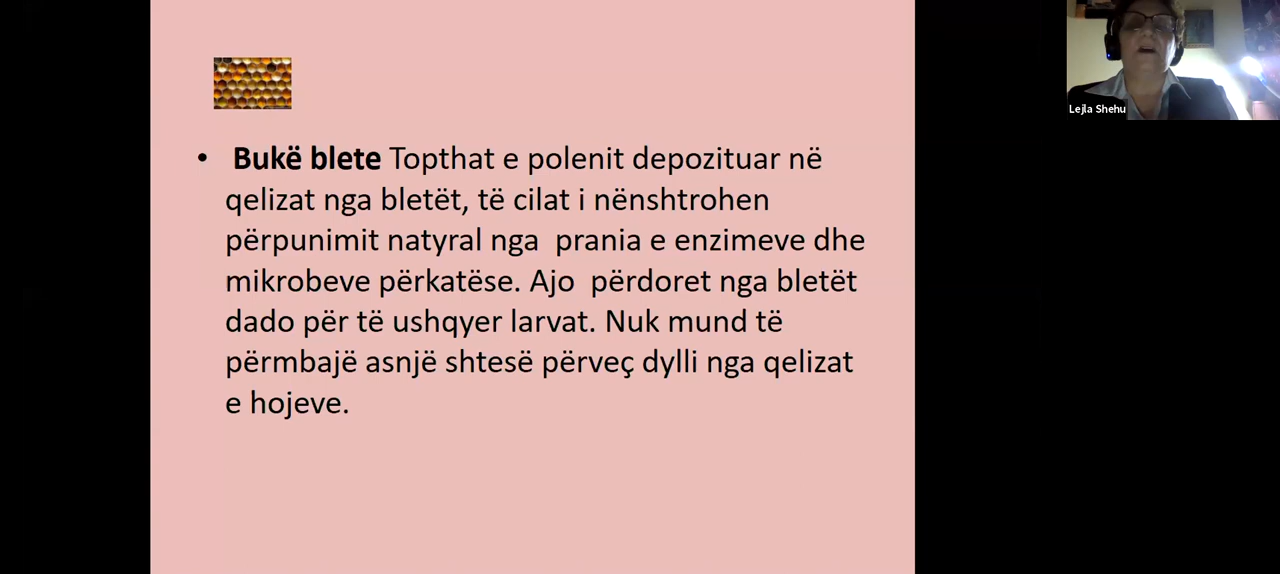 • Bukë blete Topthat e polenit depozituar në
qelizat nga bletët, të cilat i nënshtrohen
përpunimit natyral nga  prania e enzimeve dhe
mikrobeve përkatëse. Ajo  përdoret nga bletët
dado për të ushqyer larvat. Nuk mund të
përmbajë asnjë shtesë përveç dylli nga qelizat
e hojeve.
Lejla Shehu